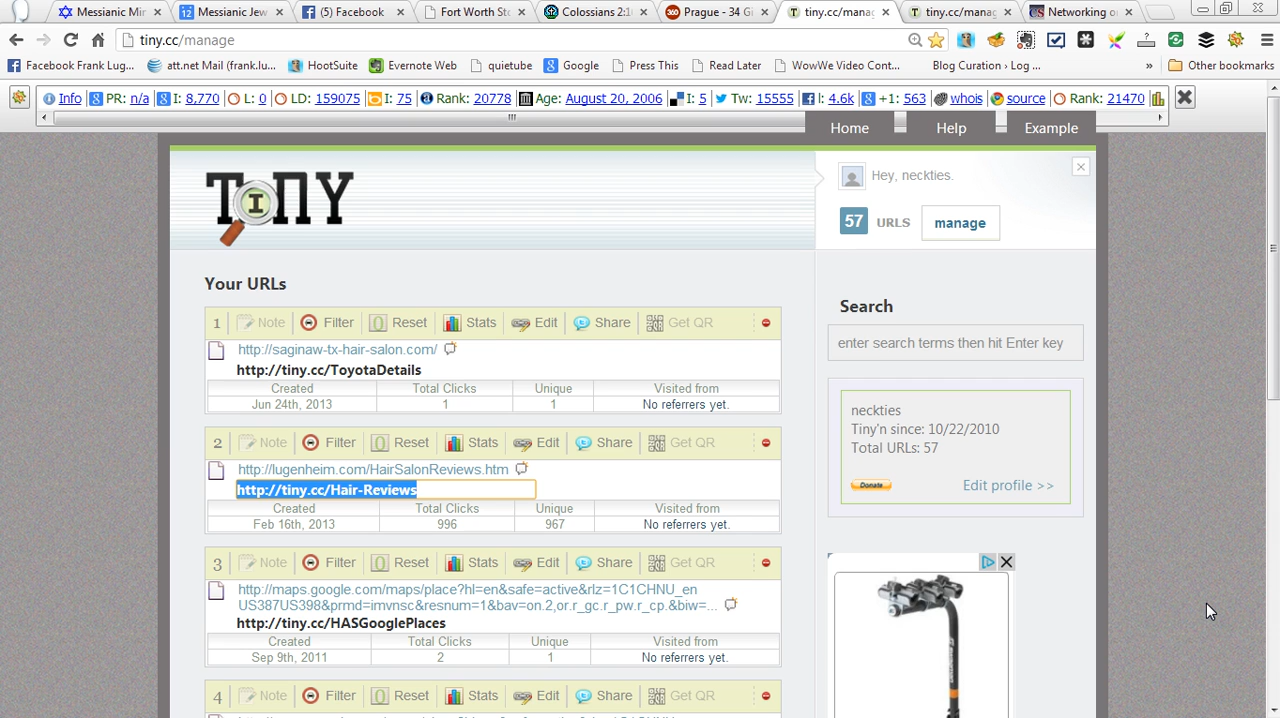 Messianic Min
12 Messianic Jew
(5) Facebook
Fort Worth St
Colossians 2:1
Prague - 34 Gi
tiny.cc/mana
tiny.cc/mana
Networking o
tiny.cc/manage
Facebook Frank Lug...
att.net Mail (frank.lu...
HootSuite
Evernote Web
quietube
Google
Press This
Read Later
WowWe Video Conf...
Blog Curation › Log ...
»
Other bookmarks
Info PR: n/a I: 8,770 L: 0 LD: 159075 I: 75 Rank: 20778 Age: August 20, 2006 I: 5 Tw: 15555 l: 4.6k +1: 563 whois source Rank: 21470
Home Help Example
TINY
Hey, neckties.
57 URLS manage
Your URLs
1 Note Filter Reset Stats Edit Share Get QR
http://saginaw-tx-hair-salon.com/
http://tiny.cc/ToyotaDetails
Created Total Clicks Unique Visited from
Jun 24th, 2013 1 1 No referrers yet.
2 Note Filter Reset Stats Edit Share Get QR
http://lugenheim.com/HairSalonReviews.htm
http://tiny.cc/Hair-Reviews
Created Total Clicks Unique Visited from
Feb 16th, 2013 996 967 No referrers yet.
3 Note Filter Reset Stats Edit Share Get QR
http://maps.google.com/maps/place?hl=en&safe=active&rlz=1C1CHNU_en
US387US398&prmd=imvnsc&resnum=1&bav=on.2,or.r_gc.r_pw.r_cp.&biw=...
http://tiny.cc/HASGooglePlaces
Created Total Clicks Unique Visited from
Sep 9th, 2011 2 1 No referrers yet.
4 Note Filter Reset Stats Edit Share Get QR
Search
enter search terms then hit Enter key
neckties
Tiny'n since: 10/22/2010
Total URLs: 57
Donate Edit profile >>